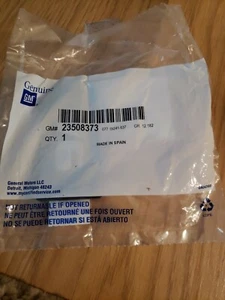 Genuine
GM
GM# 23508373
QTY. 1
MADE IN SPAIN
General Motors LLC
Detroit, Michigan 48243
NOT RETURNABLE IF OPENED
NE PEUT ÊTRE RETOURNÉ UNE FOIS OUVERT
NO SE PUEDE RETORNAR SI ESTÁ ABIERTO